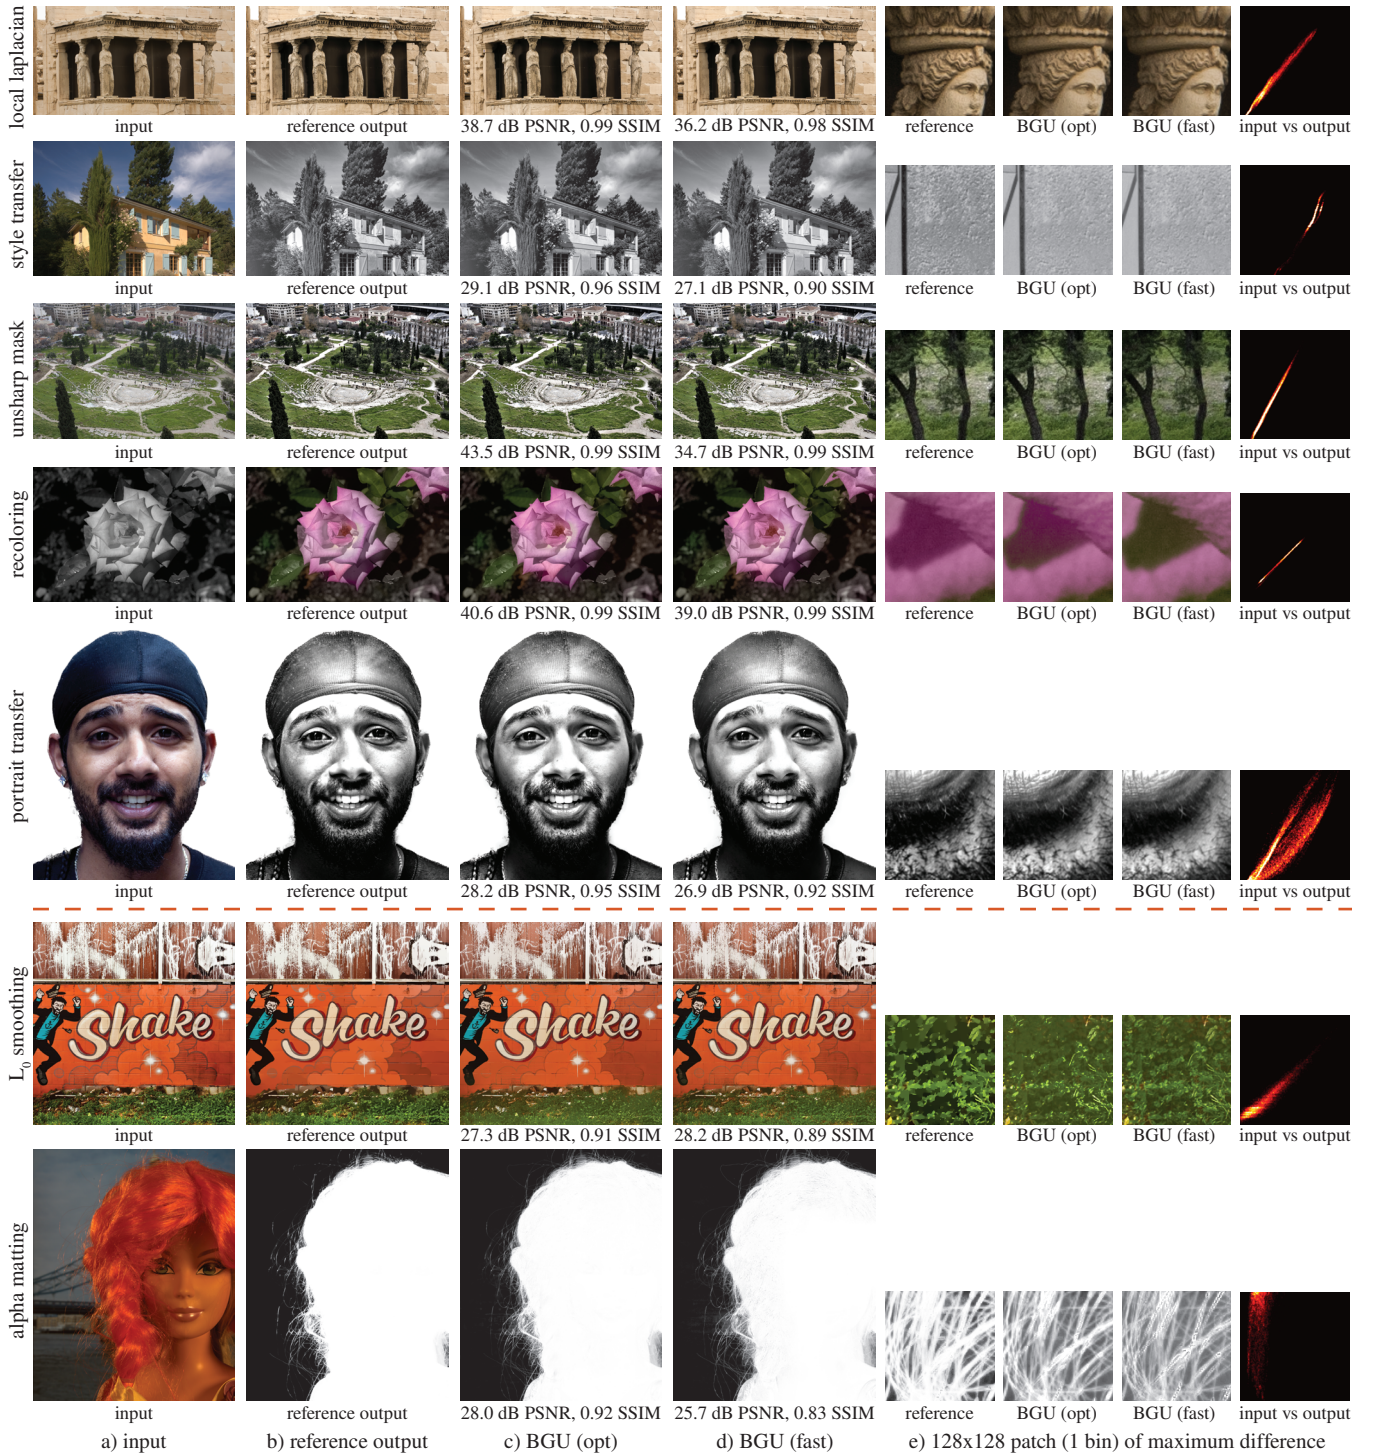 local laplacian
input
reference output
38.7 dB PSNR, 0.99 SSIM
36.2 dB PSNR, 0.98 SSIM
reference
BGU (opt)
BGU (fast)
input vs output
style transfer
input
reference output
29.1 dB PSNR, 0.96 SSIM
27.1 dB PSNR, 0.90 SSIM
reference
BGU (opt)
BGU (fast)
input vs output
unsharp mask
input
reference output
43.5 dB PSNR, 0.99 SSIM
34.7 dB PSNR, 0.99 SSIM
reference
BGU (opt)
BGU (fast)
input vs output
recoloring
input
reference output
40.6 dB PSNR, 0.99 SSIM
39.0 dB PSNR, 0.99 SSIM
reference
BGU (opt)
BGU (fast)
input vs output
portrait transfer
input
reference output
28.2 dB PSNR, 0.95 SSIM
26.9 dB PSNR, 0.92 SSIM
reference
BGU (opt)
BGU (fast)
input vs output
L₀ smoothing
Shake
Shake
Shake
Shake
input
reference output
27.3 dB PSNR, 0.91 SSIM
28.2 dB PSNR, 0.89 SSIM
reference
BGU (opt)
BGU (fast)
input vs output
alpha matting
input
reference output
28.0 dB PSNR, 0.92 SSIM
25.7 dB PSNR, 0.83 SSIM
reference
BGU (opt)
BGU (fast)
input vs output
a) input
b) reference output
c) BGU (opt)
d) BGU (fast)
e) 128x128 patch (1 bin) of maximum difference